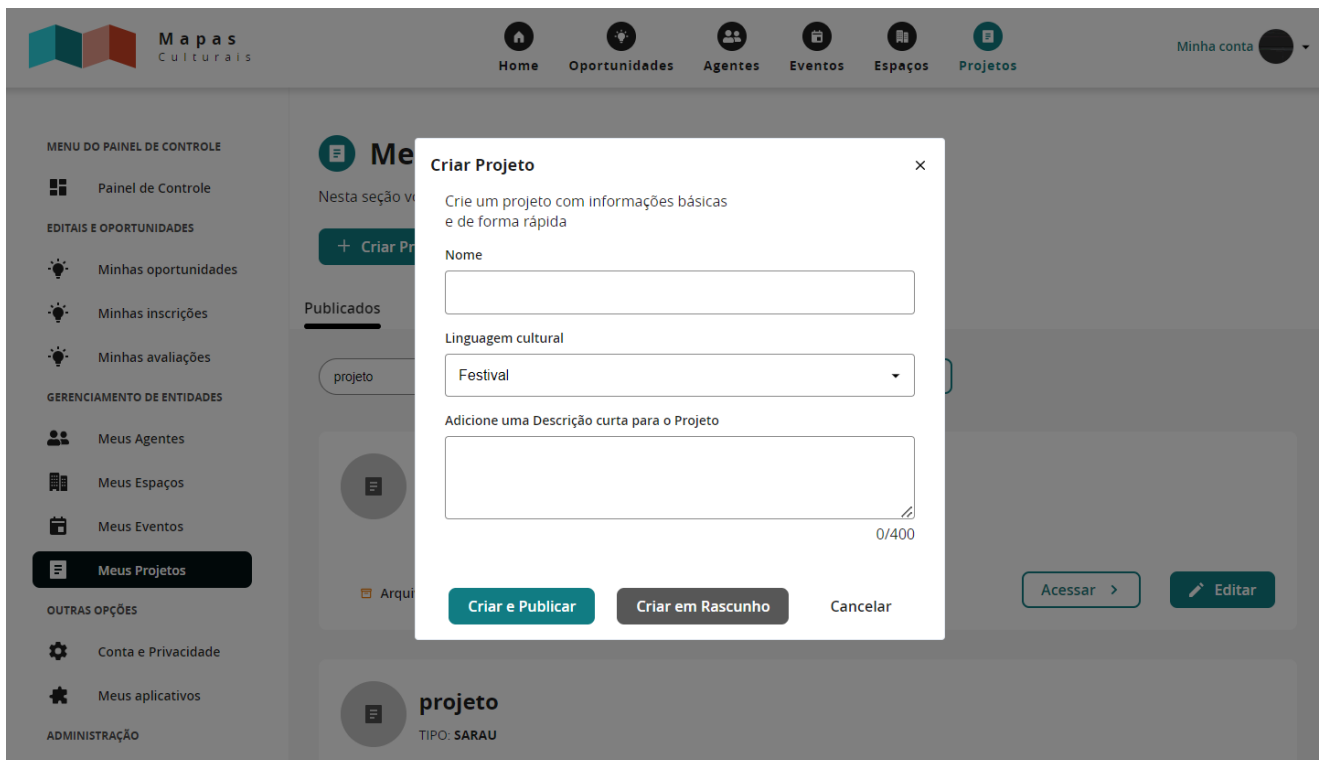 Mapas
Culturais
Home
Oportunidades
Agentes
Eventos
Espaços
Projetos
Minha conta
MENU DO PAINEL DE CONTROLE
Painel de Controle
EDITAIS E OPORTUNIDADES
Minhas oportunidades
Minhas inscrições
Minhas avaliações
GERENCIAMENTO DE ENTIDADES
Meus Agentes
Meus Espaços
Meus Eventos
Meus Projetos
OUTRAS OPÇÕES
Conta e Privacidade
Meus aplicativos
ADMINISTRAÇÃO
Me
Nesta seção
+ Criar Pr
Publicados
projeto
Criar Projeto
×
Crie um projeto com informações básicas
e de forma rápida
Nome
Linguagem cultural
Festival
Adicione uma Descrição curta para o Projeto
0/400
Criar e Publicar
Criar em Rascunho
Cancelar
Arqui
Acessar >
Editar
projeto
TIPO: SARAU